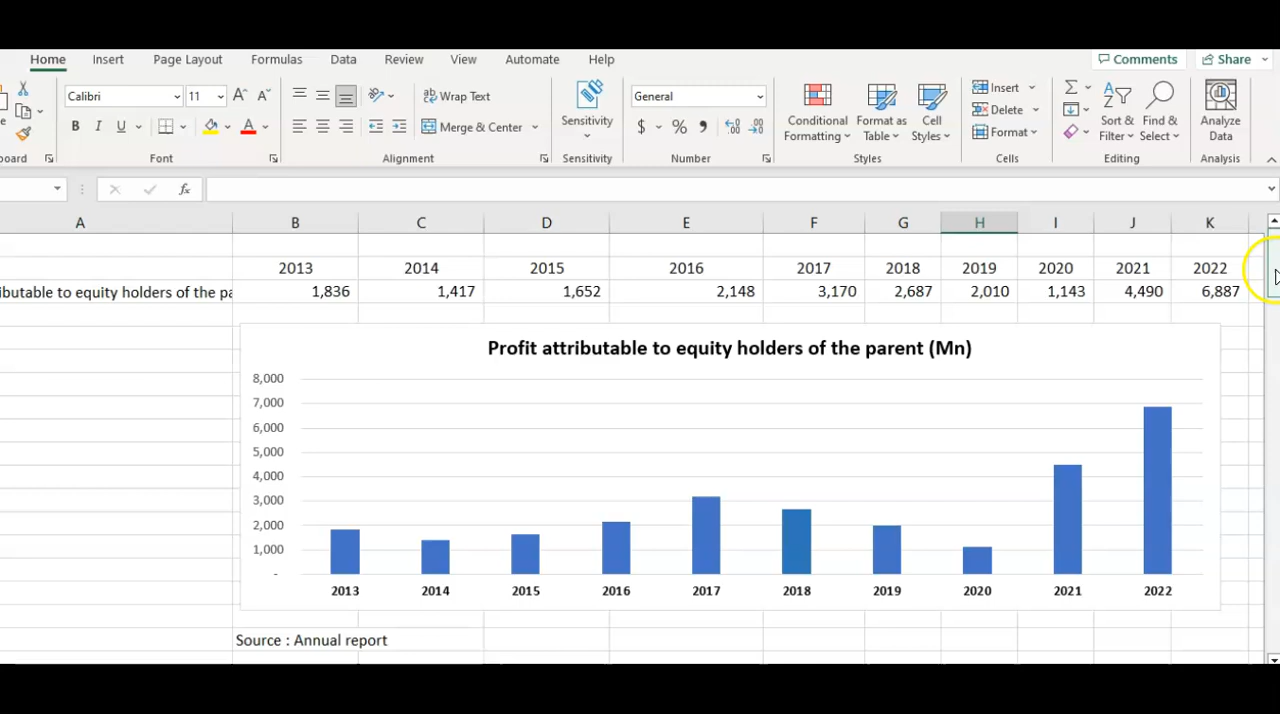 Home Insert Page Layout Formulas Data Review View Automate Help Comments Share
Calibri 11 A A Wrap Text General Insert
B I U A Merge & Center $ % Delete
Sensitivity Conditional Formatting Format as Table Cell Styles Format Sort & Filter Find & Select Analyze Data
board Font Alignment Sensitivity Number Styles Cells Editing Analysis
fx
A B C D E F G H I J K
2013 2014 2015 2016 2017 2018 2019 2020 2021 2022
ibutable to equity holders of the pa 1,836 1,417 1,652 2,148 3,170 2,687 2,010 1,143 4,490 6,887
Profit attributable to equity holders of the parent (Mn)
8,000
7,000
6,000
5,000
4,000
3,000
2,000
1,000
-
2013 2014 2015 2016 2017 2018 2019 2020 2021 2022
Source : Annual report